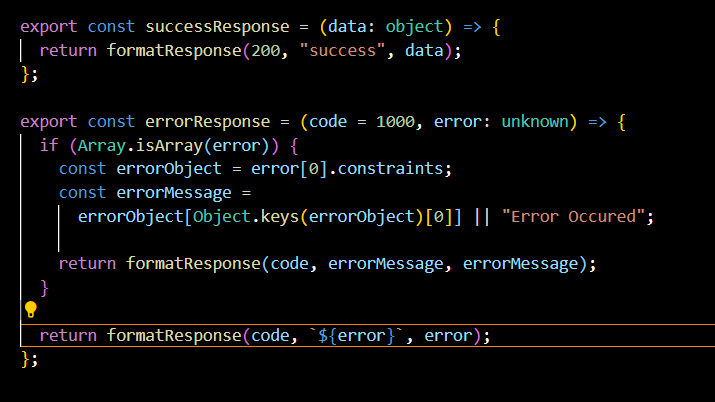 export const successResponse = (data: object) => {
return formatResponse(200, "success", data);
};
export const errorResponse = (code = 1000, error: unknown) => {
if (Array.isArray(error)) {
const errorObject = error[0].constraints;
const errorMessage =
errorObject[Object.keys(errorObject)[0]] || "Error Occured";
return formatResponse(code, errorMessage, errorMessage);
}
return formatResponse(code, `${error}`, error);
};